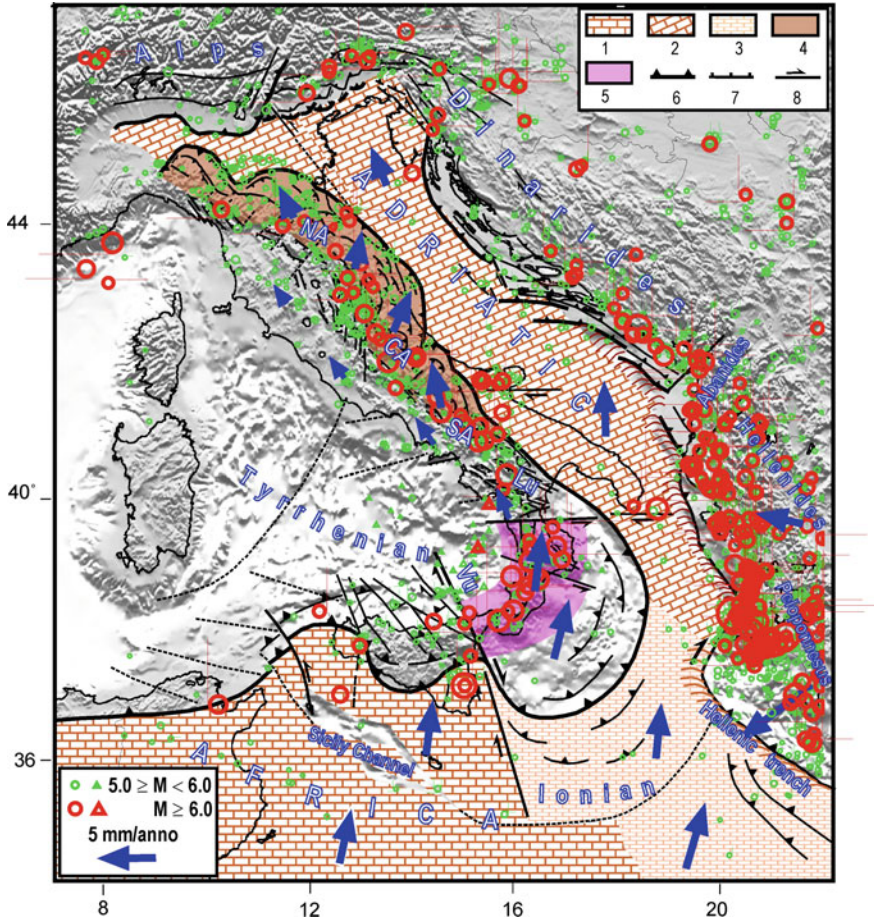 Alps
1 2 3 4
5 6 7 8
Dinarides
ADRIATIC
44
NA
CA
SA
Abanides
Hellenides
40°
Lu
Tyrrhenian
Vu
Peloponnesus
Hellenic trench
36
Sicily Channel
Ionian
AFRICA
5.0 ≥ M < 6.0
M ≥ 6.0
5 mm/anno
8 12 16 20